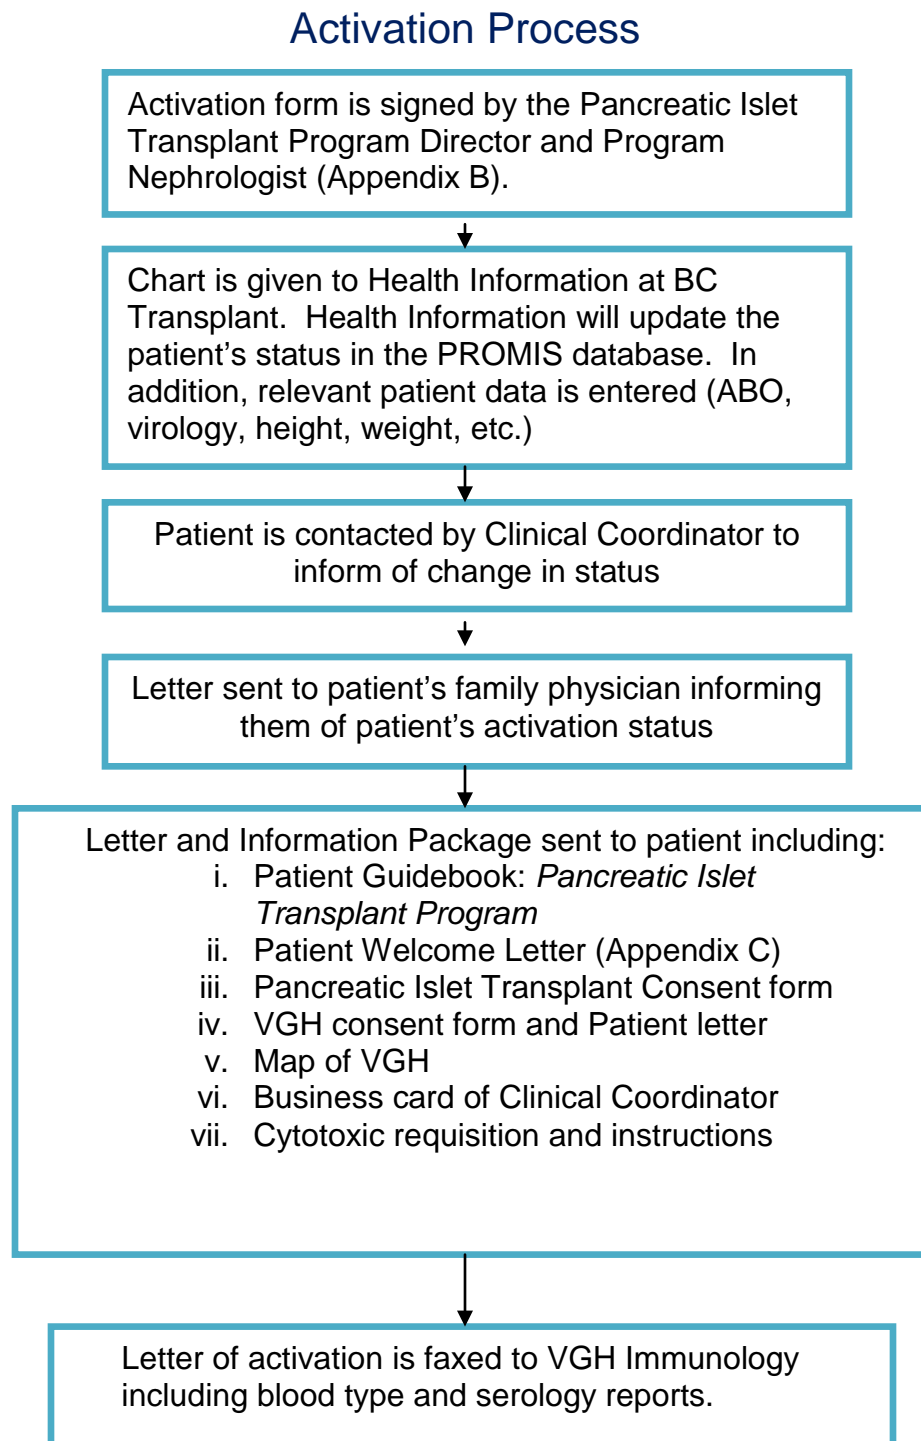 Activation Process
Activation form is signed by the Pancreatic Islet
Transplant Program Director and Program
Nephrologist (Appendix B).
Chart is given to Health Information at BC
Transplant.  Health Information will update the
patient’s status in the PROMIS database.  In
addition, relevant patient data is entered (ABO,
virology, height, weight, etc.)
Patient is contacted by Clinical Coordinator to
inform of change in status
Letter sent to patient’s family physician informing
them of patient’s activation status
Letter and Information Package sent to patient including:
i. Patient Guidebook: Pancreatic Islet
Transplant Program
ii. Patient Welcome Letter (Appendix C)
iii. Pancreatic Islet Transplant Consent form
iv. VGH consent form and Patient letter
v. Map of VGH
vi. Business card of Clinical Coordinator
vii. Cytotoxic requisition and instructions
Letter of activation is faxed to VGH Immunology
including blood type and serology reports.